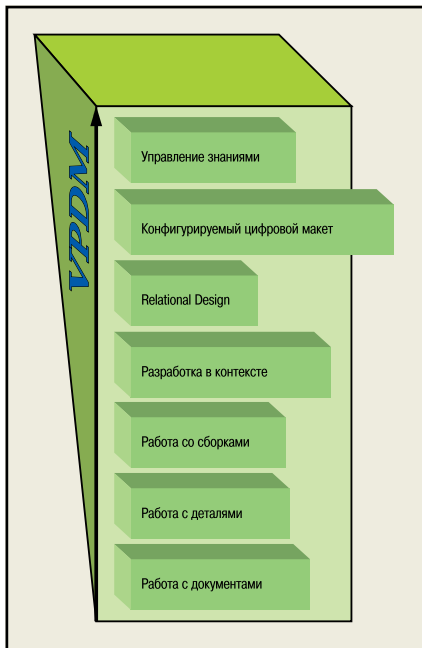 VPDM
Управление знаниями
Конфигурируемый цифровой макет
Relational Design
Разработка в контексте
Работа со сборками
Работа с деталями
Работа с документами